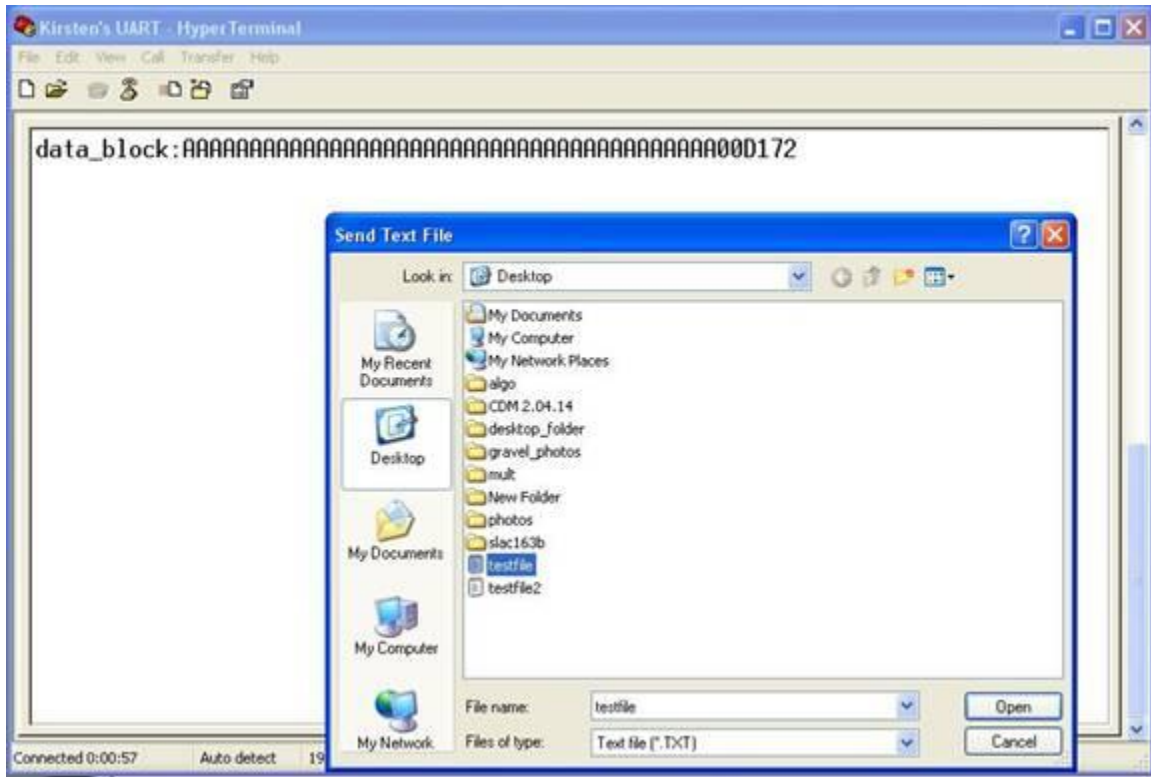 Kirsten's UART - HyperTerminal
File Edit View Call Transfer Help
data_block:AAAAAAAAAAAAAAAAAAAAAAAAAAAAAAAAAAAAAAAAAAAAAAAA00D172
Send Text File
Look in: Desktop
My Recent
Documents
Desktop
My Documents
My Computer
My Network
My Documents
My Computer
My Network Places
algo
CDM 2.04.14
desktop_folder
gravel_photos
mult
New Folder
photos
slac163b
testfile
testfile2
File name: testfile Open
Files of type: Text file (*.TXT) Cancel
Connected 0:00:57 Auto detect 19